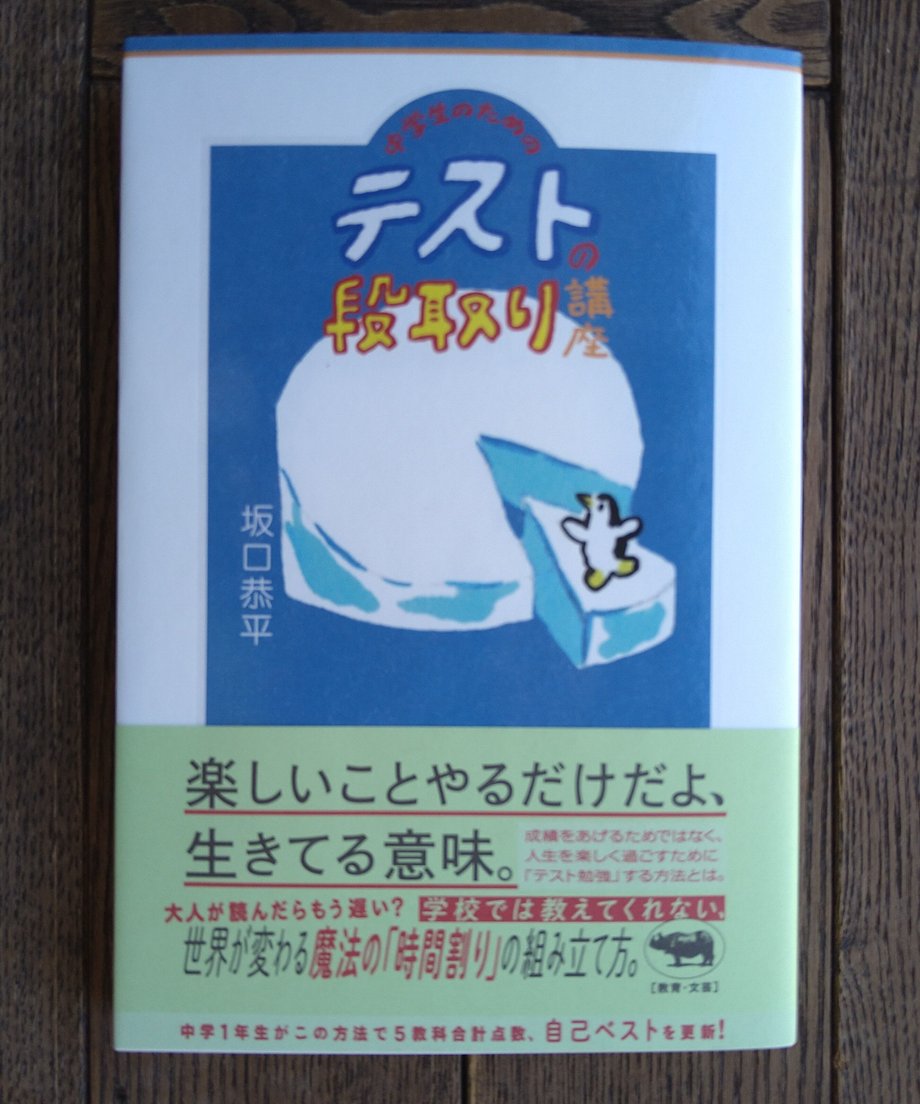 中学生のための
テストの
段取り講座
坂口恭平
楽しいことやるだけだよ、
生きてる意味。
成績をあげるためではなく、
人生を楽しく過ごすために
「テスト勉強」する方法とは。
大人が読んだらもう遅い? 学校では教えてくれない、
世界が変わる魔法の「時間割り」の組み立て方。
[教育・文芸]
中学1年生がこの方法で5教科合計点数、自己ベストを更新!